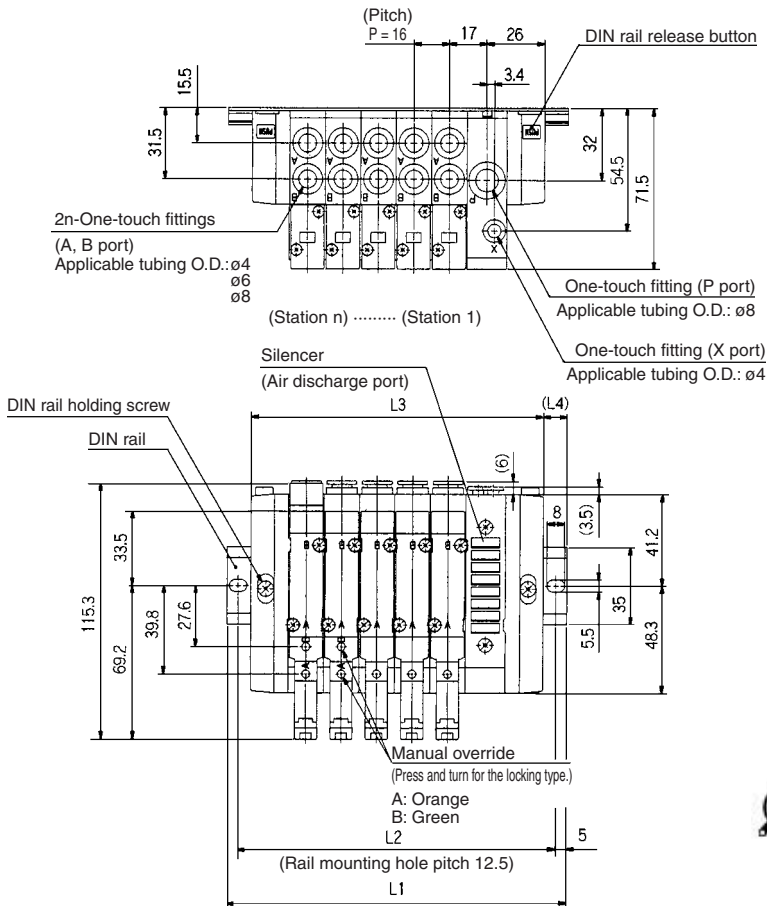 (Pitch)
P = 16
17
26
DIN rail release button
3.4
15.5
31.5
PUSH
PUSH
32
54.5
71.5
A
A
A
A
A
B
B
B
B
B
P
X
2n-One-touch fittings
(A, B port)
Applicable tubing O.D.: ø4
ø6
ø8
One-touch fitting (P port)
Applicable tubing O.D.: ø8
(Station n) ········· (Station 1)
One-touch fitting (X port)
Applicable tubing O.D.: ø4
Silencer
(Air discharge port)
DIN rail holding screw
DIN rail
L3
(L4)
(6)
(3.5)
8
33.5
41.2
115.3
69.2
39.8
27.6
35
5.5
48.3
Manual override
(Press and turn for the locking type.)
A: Orange
B: Green
L2
5
(Rail mounting hole pitch 12.5)
L1